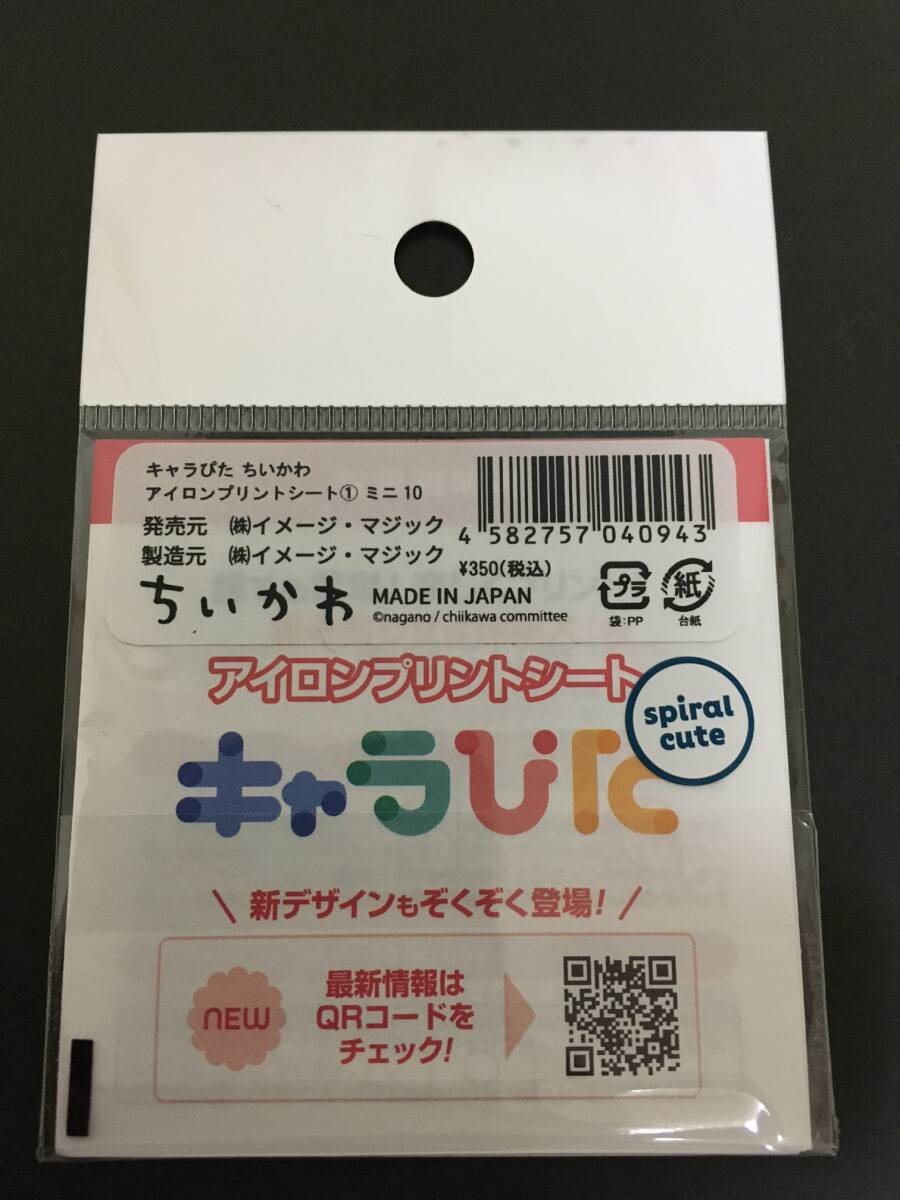 キャラぴた ちいかわ
アイロンプリントシート① ミニ 10
発売元 ㈱イメージ・マジック
製造元 ㈱イメージ・マジック
4 582757 040943
¥350(税込)
ちいかわ
MADE IN JAPAN
©nagano / chiikawa committee
プラ
袋:PP
紙
台紙
アイロンプリントシート
spiral
cute
キャラぴた
\ 新デザインもぞくぞく登場! /
NEW
最新情報は
QRコードを
チェック!